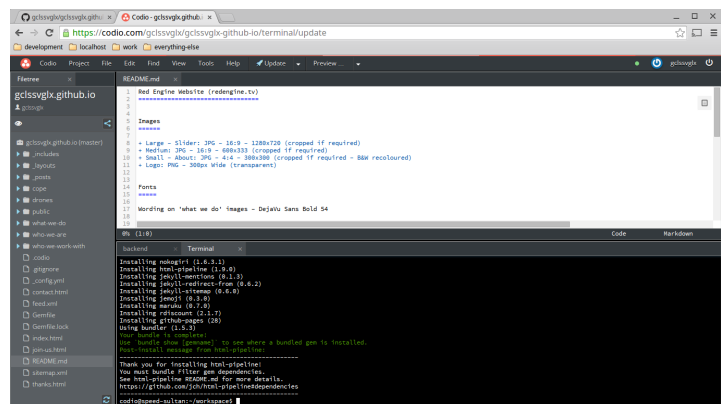 gclssvglx/gclssvglx.githu
Codio - gclssvglx.github.i
https://codio.com/gclssvglx/gclssvglx-github-io/terminal/update
development localhost work everything-else
Codio Project File Edit Find View Tools Help Update Preview ... gclssvglx
Filetree
README.md
gclssvglx.github.io
gclssvglx
gclssvglx.github.io (master)
_includes
_layouts
_posts
cope
drones
public
what-we-do
who-we-are
who-we-work-with
.codio
.gitignore
_config.yml
contact.html
feed.xml
Gemfile
Gemfile.lock
index.html
join-us.html
README.md
sitemap.xml
thanks.html
1 Red Engine Website (redengine.tv)
2 ==================================
3
4
5 Images
6 ======
7
8 + Large - Slider: JPG - 16:9 - 1280x720 (cropped if required)
9 + Medium: JPG - 16:9 - 600x333 (cropped if required)
10 + Small - About: JPG - 4:4 - 300x300 (cropped if required - B&W recoloured)
11 + Logo: PNG - 300px Wide (transparent)
12
13
14 Fonts
15 =====
16
17 Wording on 'what we do' images - DejaVu Sans Bold 54
18
19
0% (1:0) Code Markdown
backend Terminal
Installing nokogiri (1.6.3.1)
Installing html-pipeline (1.9.0)
Installing jekyll-mentions (0.1.3)
Installing jekyll-redirect-from (0.6.2)
Installing jekyll-sitemap (0.6.0)
Installing jemoji (0.3.0)
Installing maruku (0.7.0)
Installing rdiscount (2.1.7)
Installing github-pages (28)
Using bundler (1.5.3)
Your bundle is complete!
Use `bundle show [gemname]` to see where a bundled gem is installed.
Post-install message from html-pipeline:
-------------------------------------------------
Thank you for installing html-pipeline!
You must bundle Filter gem dependencies.
See html-pipeline README.md for more details.
https://github.com/jch/html-pipeline#dependencies
-------------------------------------------------
codio@speed-sultan:~/workspace$